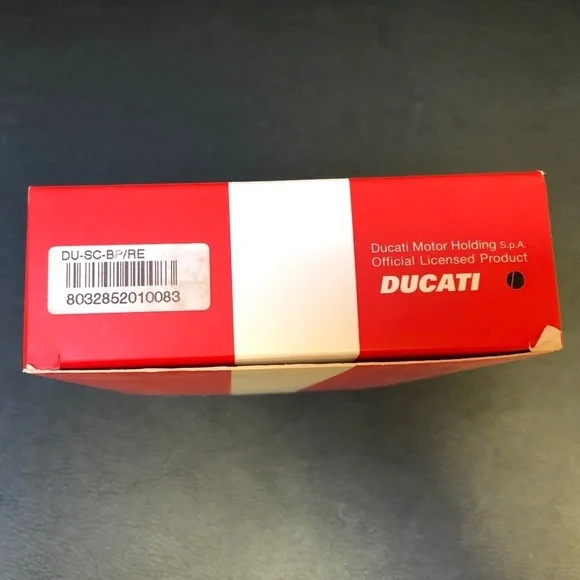 DU-SC-BP/RE
8032852010083
Ducati Motor Holding S.p.A.
Official Licensed Product
DUCATI